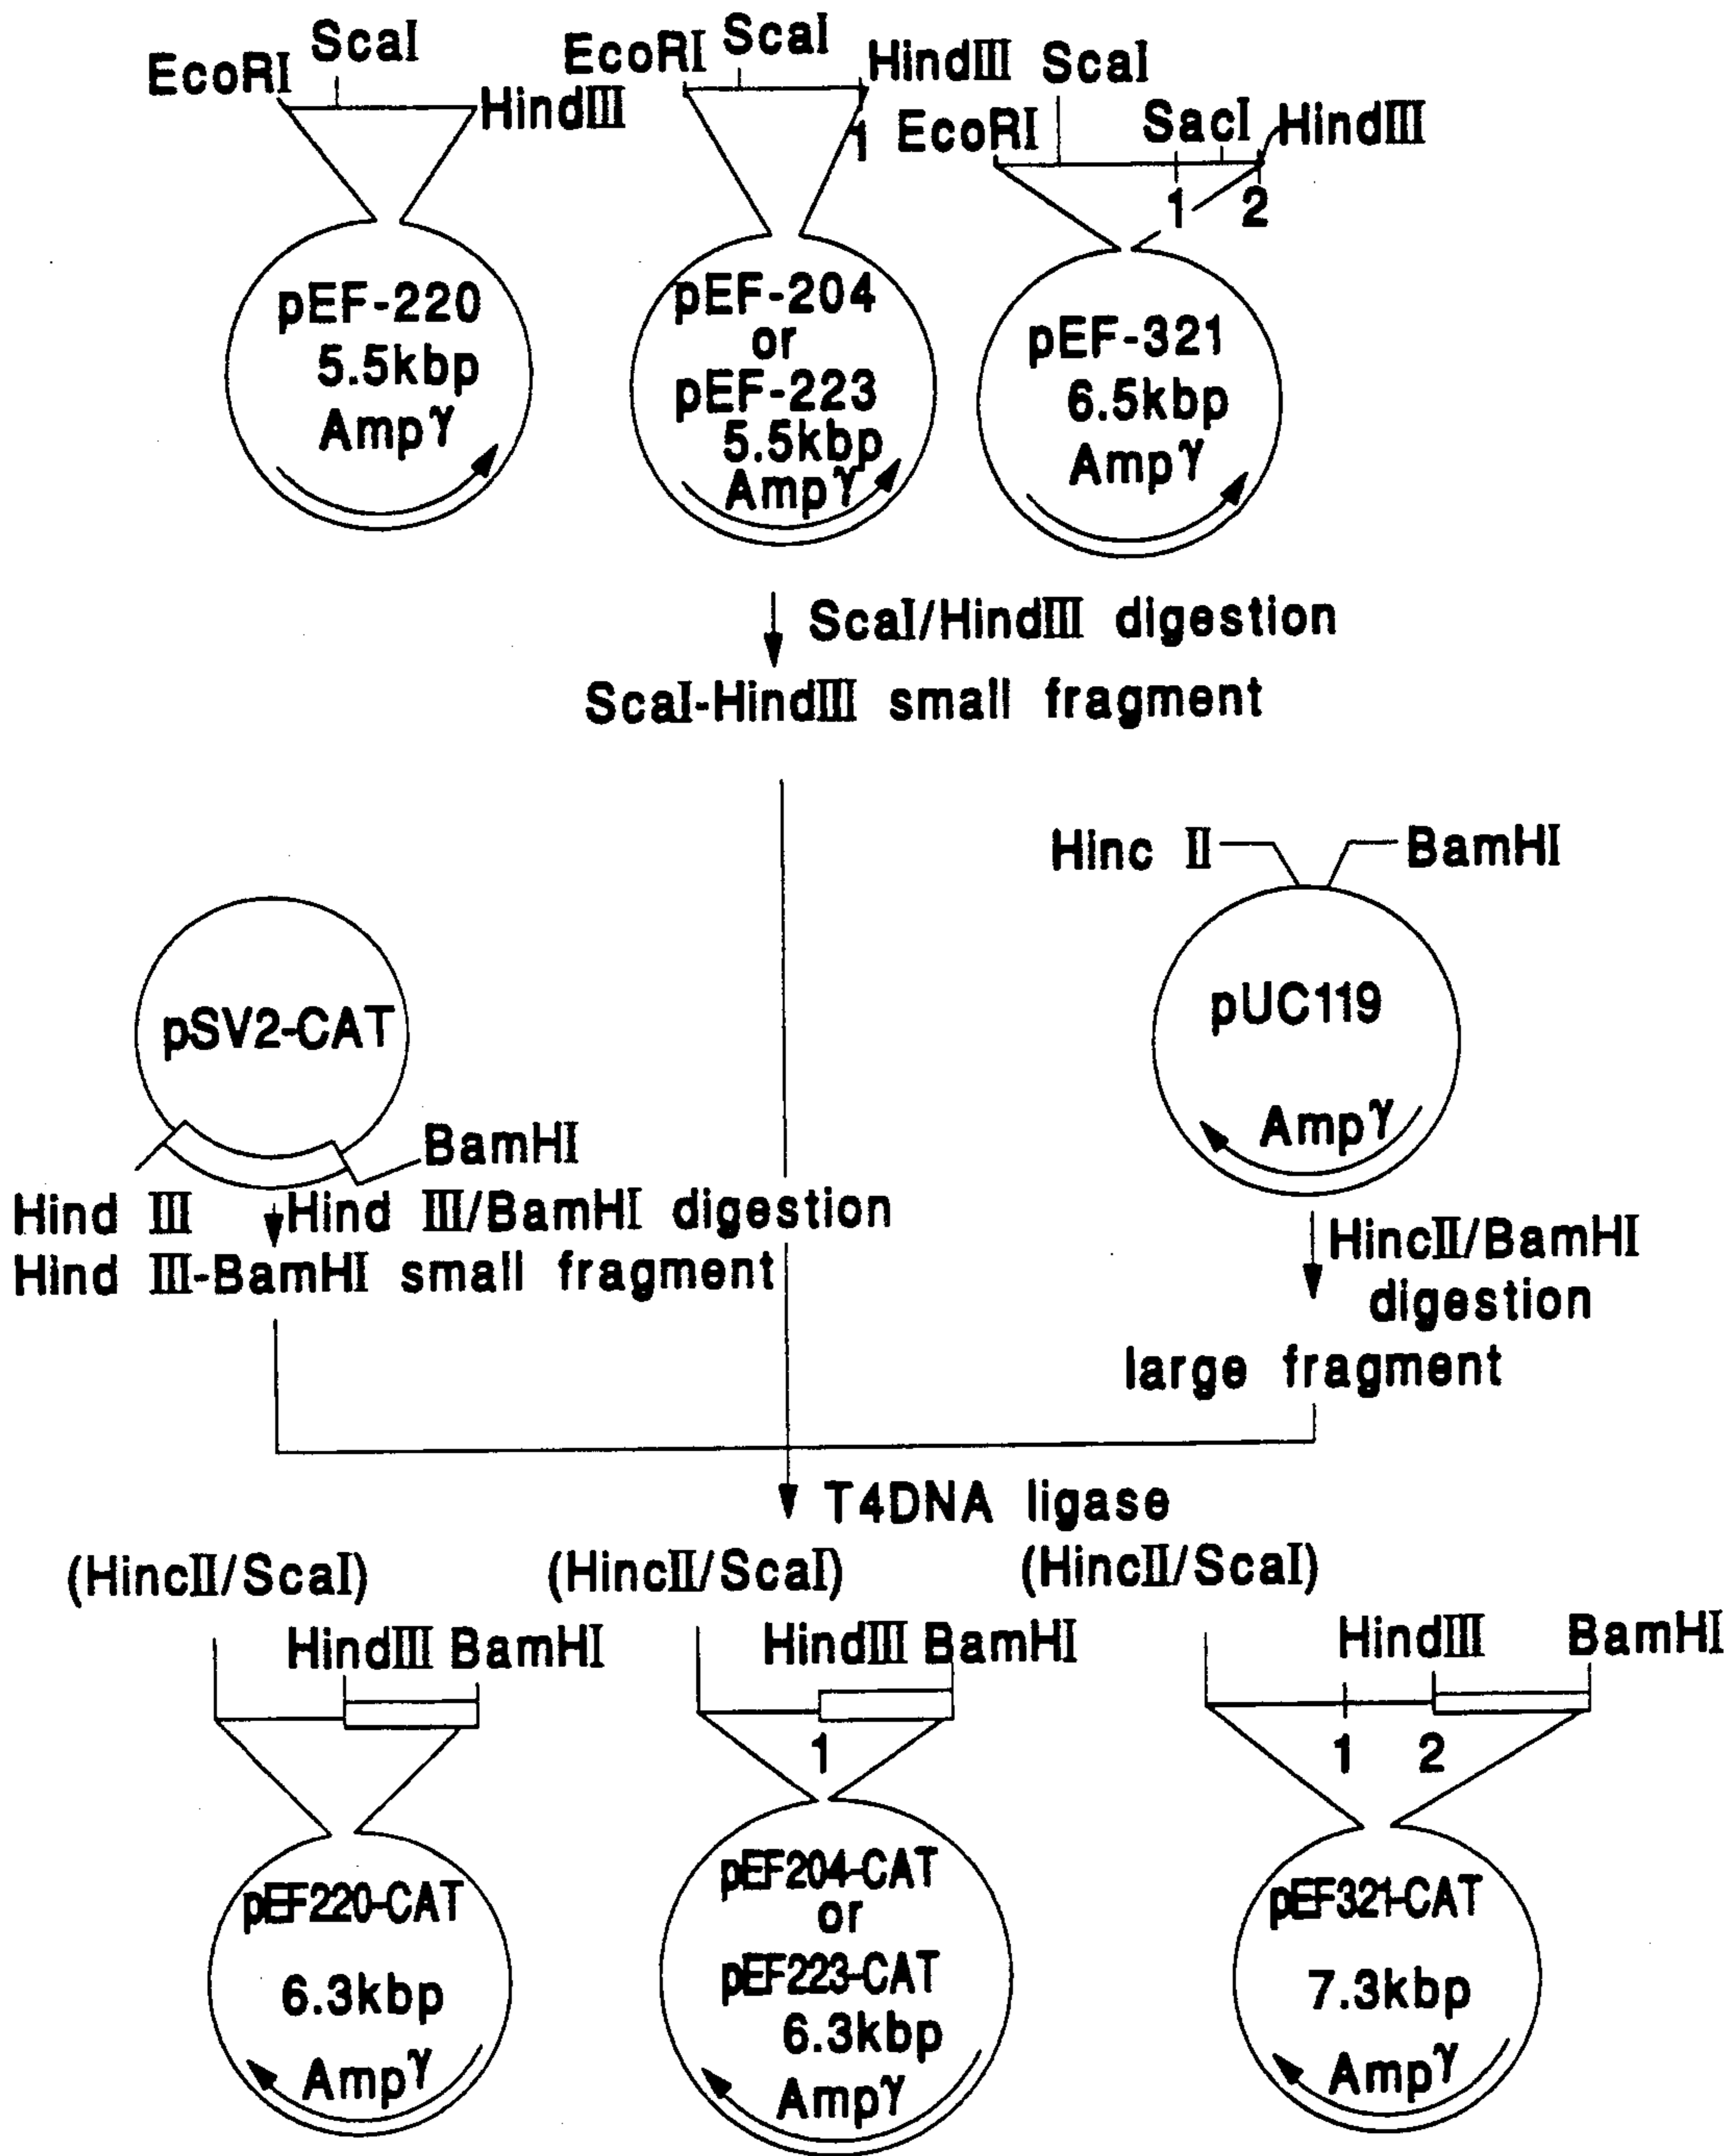 EcoRI ScaI HindIII
EcoRI ScaI HindIII
1
EcoRI ScaI SacI HindIII
1 2
pEF-220
5.5kbp
Ampγ
pEF-204
or
pEF-223
5.5kbp
Ampγ
pEF-321
6.5kbp
Ampγ
ScaI/HindIII digestion
ScaI-HindIII small fragment
Hinc II BamHI
pUC119
Ampγ
pSV2-CAT
BamHI
Hind III
Hind III/BamHI digestion
Hind III-BamHI small fragment
HincII/BamHI
digestion
large fragment
T4DNA ligase
(HincII/ScaI)
HindIII BamHI
(HincII/ScaI)
HindIII BamHI
1
(HincII/ScaI)
HindIII BamHI
1 2
pEF220-CAT
6.3kbp
Ampγ
pEF204-CAT
or
pEF223-CAT
6.3kbp
Ampγ
pEF321-CAT
7.3kbp
Ampγ